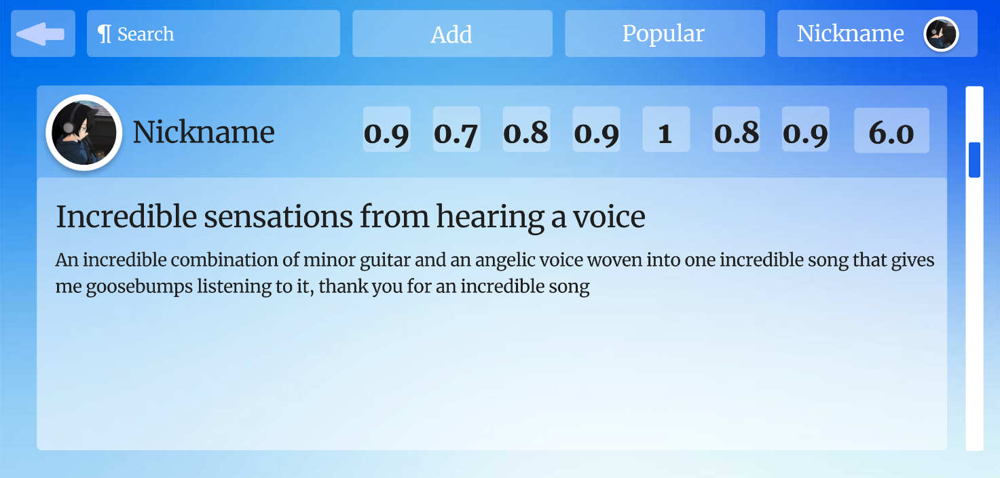 ¶ Search
Add
Popular
Nickname
Nickname
0.9 0.7 0.8 0.9 1 0.8 0.9 6.0
Incredible sensations from hearing a voice
An incredible combination of minor guitar and an angelic voice woven into one incredible song that gives
me goosebumps listening to it, thank you for an incredible song